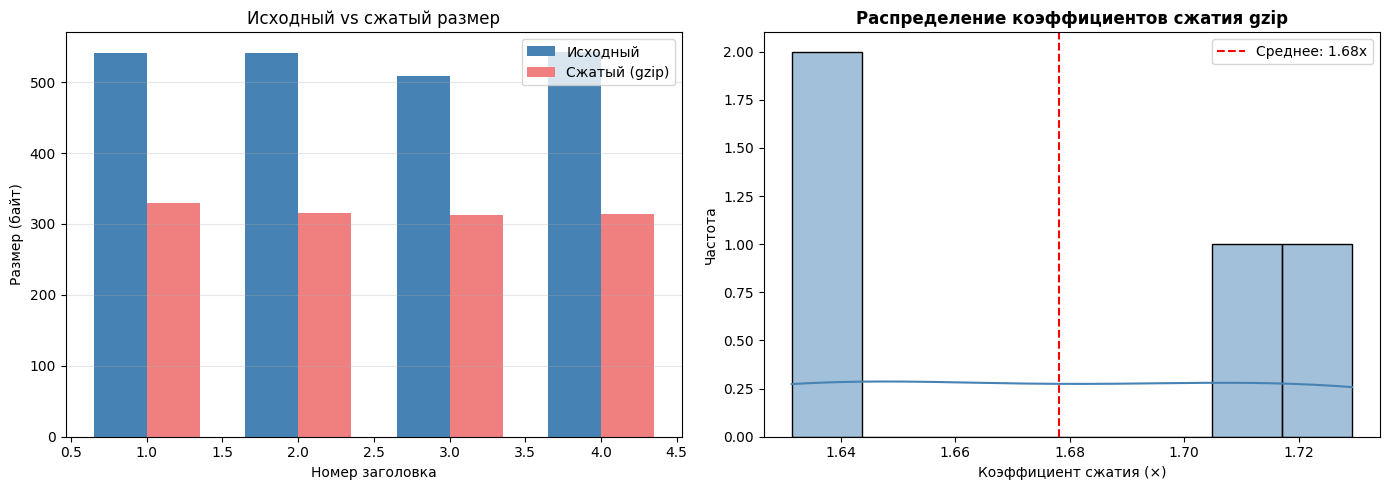 Исходный vs сжатый размер
Исходный
Сжатый (gzip)
Размер (байт)
500
400
300
200
100
0
0.5 1.0 1.5 2.0 2.5 3.0 3.5 4.0 4.5
Номер заголовка
Распределение коэффициентов сжатия gzip
Среднее: 1.68x
Частота
2.00
1.75
1.50
1.25
1.00
0.75
0.50
0.25
0.00
1.64 1.66 1.68 1.70 1.72
Коэффициент сжатия (×)